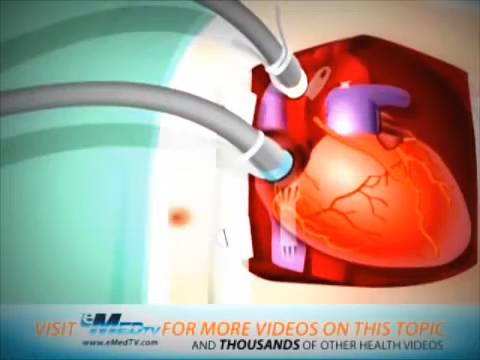 VISIT eMEDTV FOR MORE VIDEOS ON THIS TOPIC
www.eMedTV.com AND THOUSANDS OF OTHER HEALTH VIDEOS